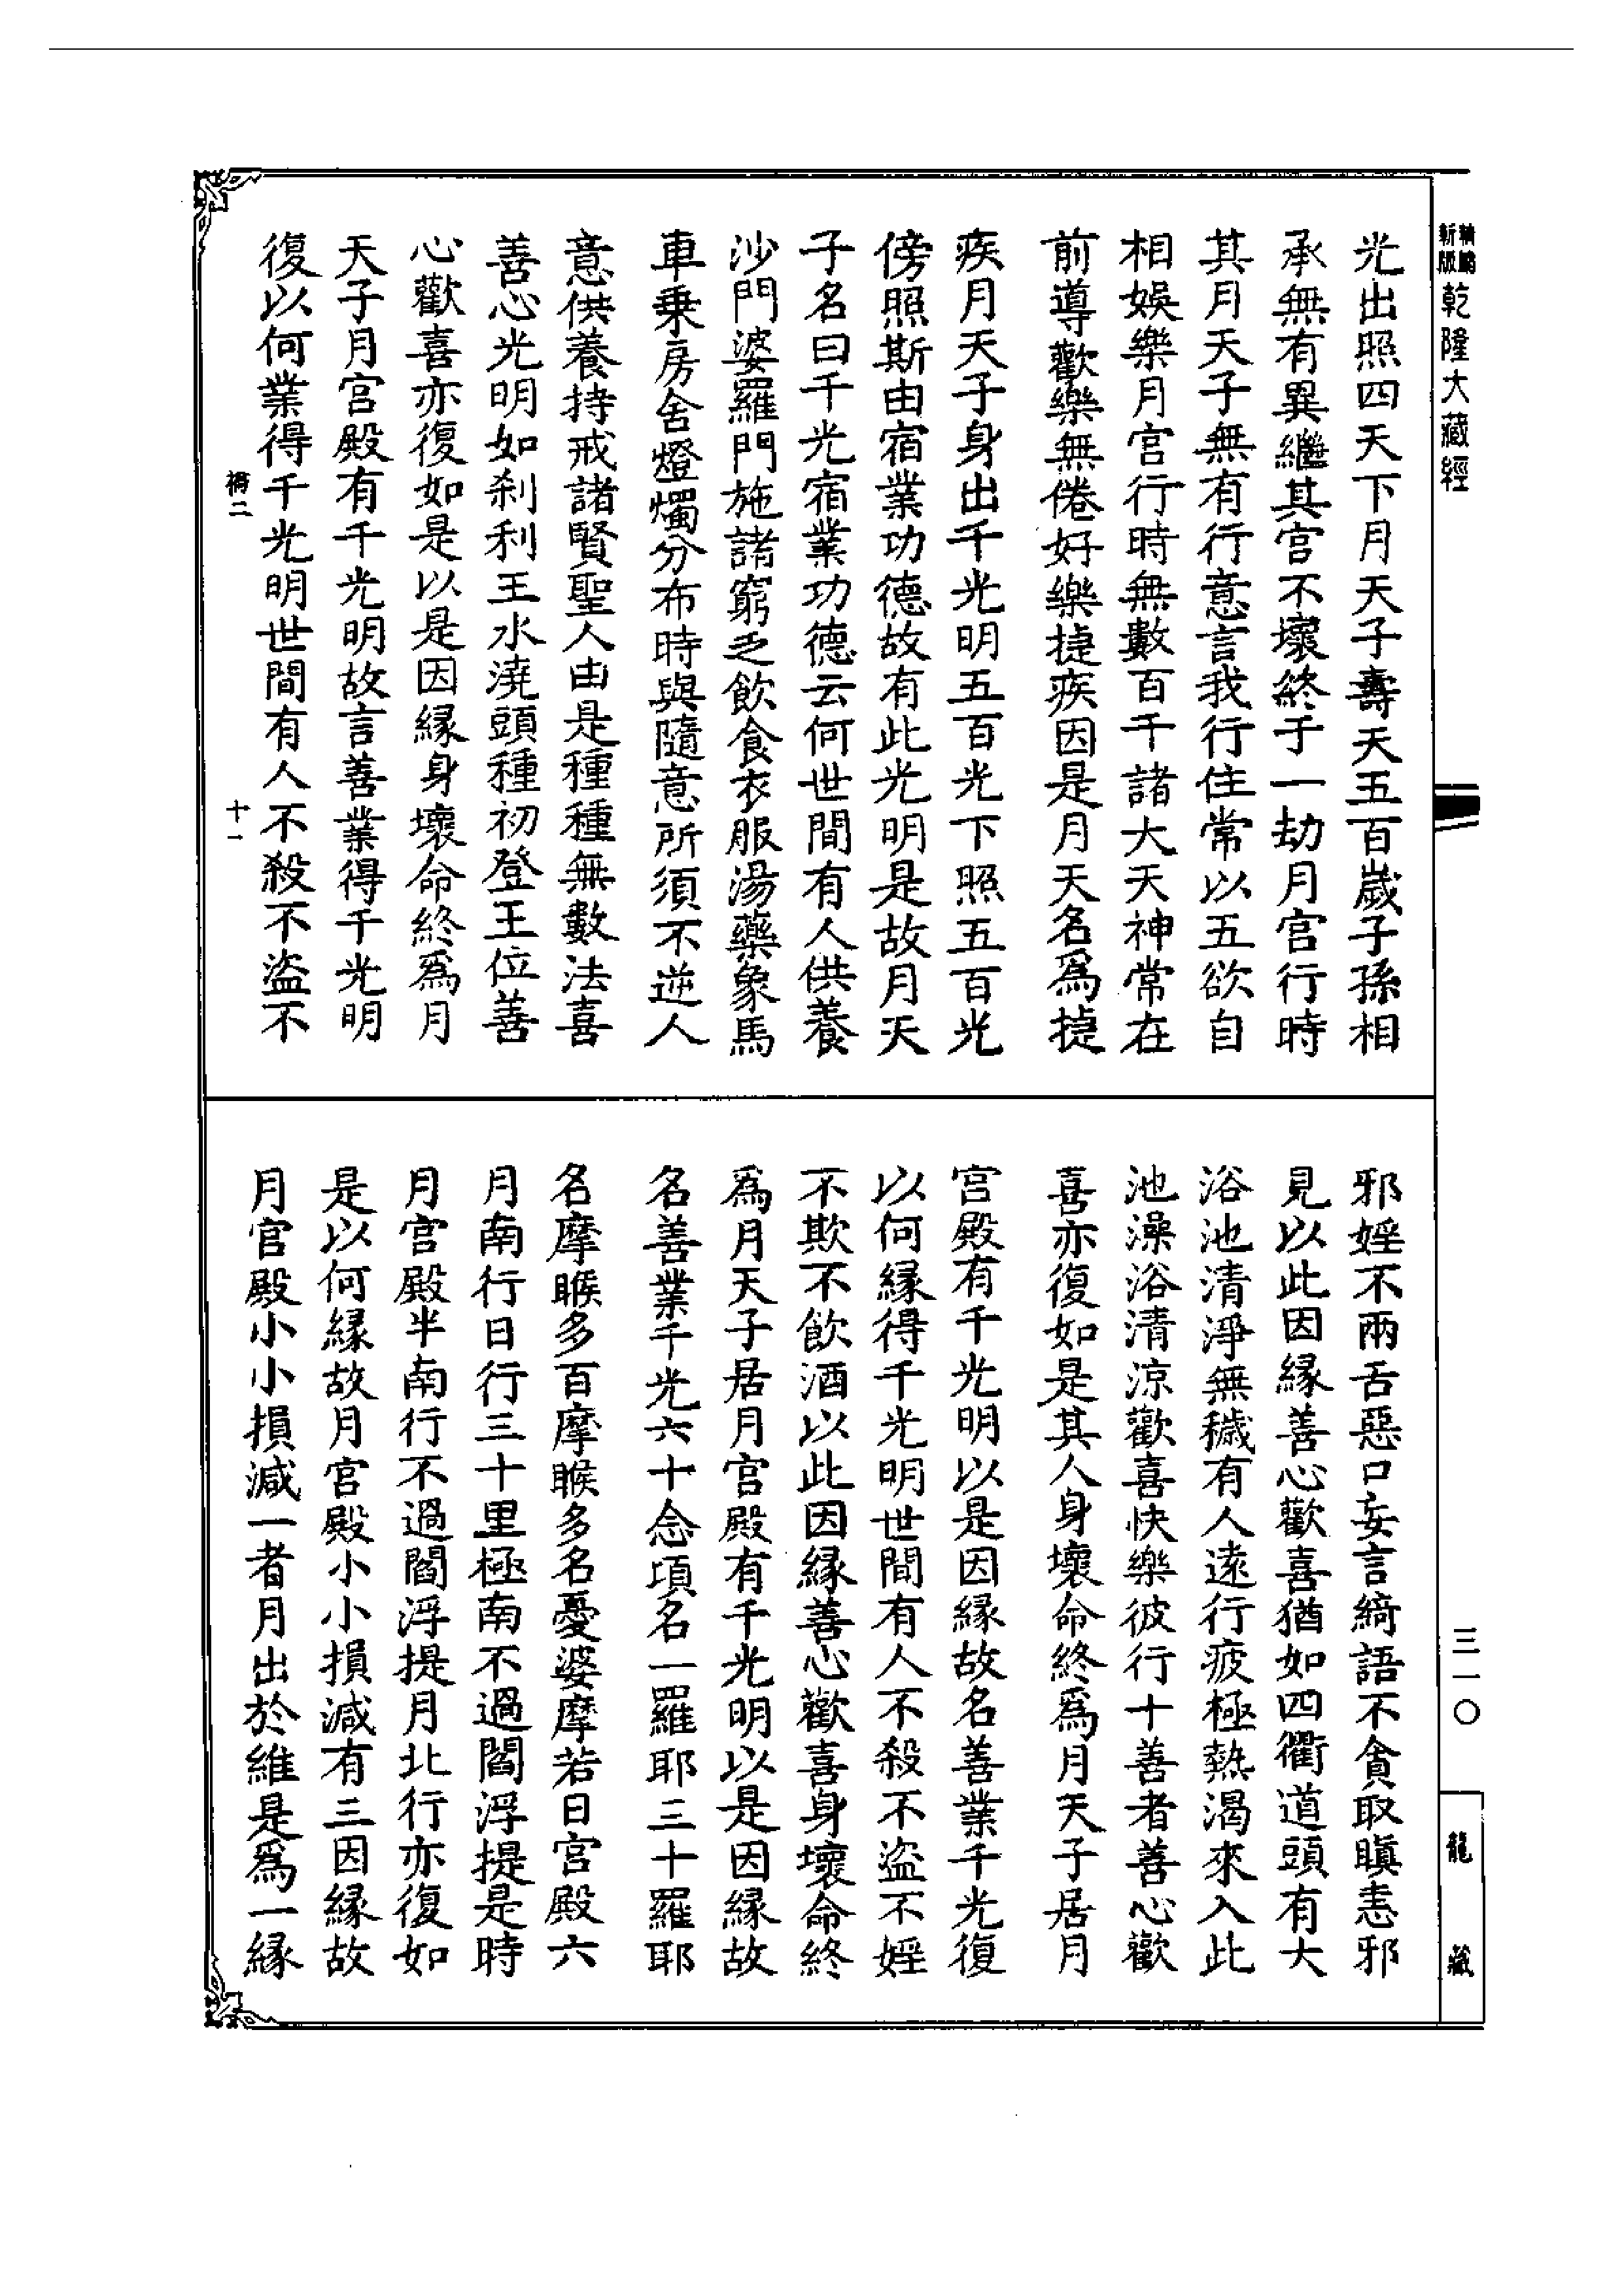 新版
乾隆大藏經
光出照四天下月天子壽天五百歲子孫相
承無有異繼其宫不壞終于一劫月宫行時
其月天子無有行意言我行住常以五欲自
相娛樂月宫行時無數百千諸大天神常在
前導歡樂無倦好樂捷疾因是月天名爲捷
疾月天子身出千光明五百光下照五百光
傍照斯由宿業功德故有此光明是故月天
子名曰千光宿業功德云何世間有人供養
沙門婆羅門施諸窮乏飲食衣服湯藥象馬
車乘房舍燈燭分布時與隨意所須不逆人
意供養持戒諸賢聖人由是種種無數法喜
善心光明如刹利王水澆頭種初登王位善
心歡喜亦復如是以是因緣身壞命終爲月
天子月宫殿有千光明故言善業得千光明
復以何業得千光明世間有人不殺不盜不
十一
邪婬不兩舌惡口妄言綺語不貪取瞋恚邪
見以此因緣善心歡喜猶如四衢道頭有大
浴池清淨無穢有人遠行疲極熱渴來入此
池澡浴清涼歡喜快樂彼行十善者善心歡
喜亦復如是其人身壞命終爲月天子居月
宫殿有千光明以是因緣故名善業千光復
以何緣得千光明世間有人不殺不盜不婬
不欺不飲酒以此因緣善心歡喜身壞命終
爲月天子居月宫殿有千光明以是因緣故
名善業千光六十念頃名一羅耶三十羅耶
名摩睺多百摩睺多名憂婆摩若日宫殿六
月南行日行三十里極南不過閻浮提是時
月宫殿半南行不過閻浮提月北行亦復如
是以何緣故月宫殿小小損減有三因緣故
月宫殿小小損減一者月出於維是爲一緣
三一〇
龍藏